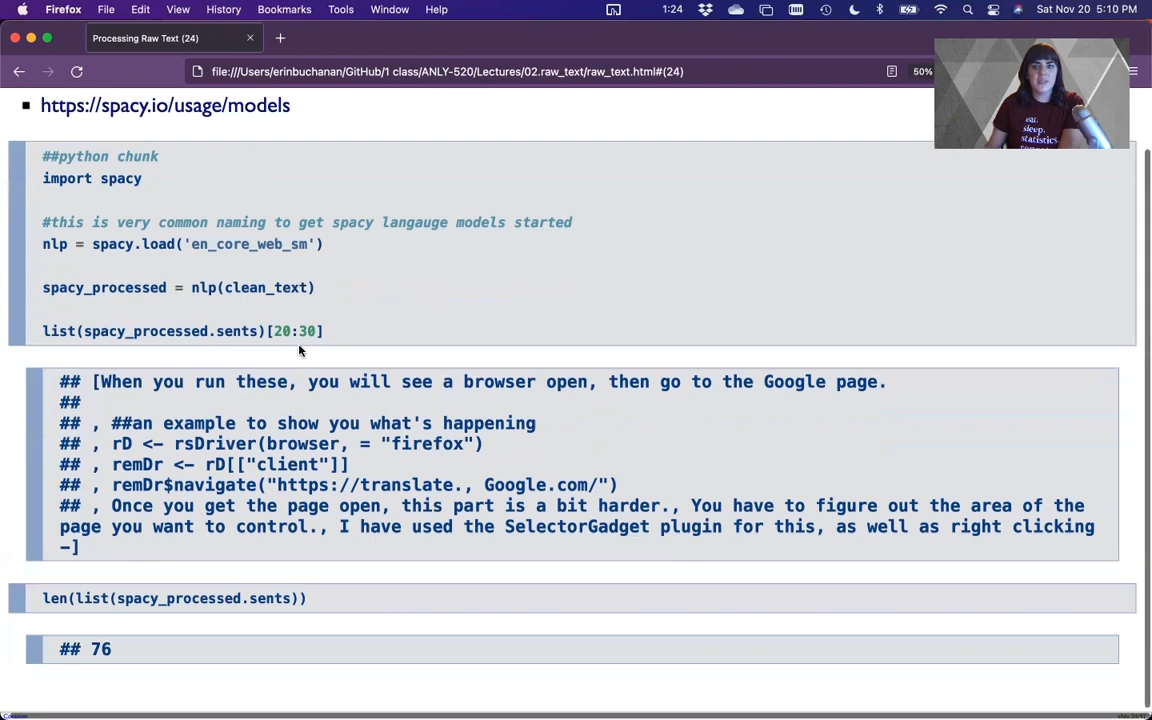 Firefox File Edit View History Bookmarks Tools Window Help 1:24 Sat Nov 20 5:10 PM
Processing Raw Text (24)
file:///Users/erinbuchanan/GitHub/1 class/ANLY-520/Lectures/02.raw_text/raw_text.html#(24) 50%
https://spacy.io/usage/models
eat.
sleep.
statistics
##python chunk
import spacy
#this is very common naming to get spacy langauge models started
nlp = spacy.load('en_core_web_sm')
spacy_processed = nlp(clean_text)
list(spacy_processed.sents)[20:30]
## [When you run these, you will see a browser open, then go to the Google page.
##
## , ##an example to show you what's happening
## , rD <- rsDriver(browser, = "firefox")
## , remDr <- rD[["client"]]
## , remDr$navigate("https://translate., Google.com/")
## , Once you get the page open, this part is a bit harder., You have to figure out the area of the
page you want to control., I have used the SelectorGadget plugin for this, as well as right clicking
-]
len(list(spacy_processed.sents))
## 76